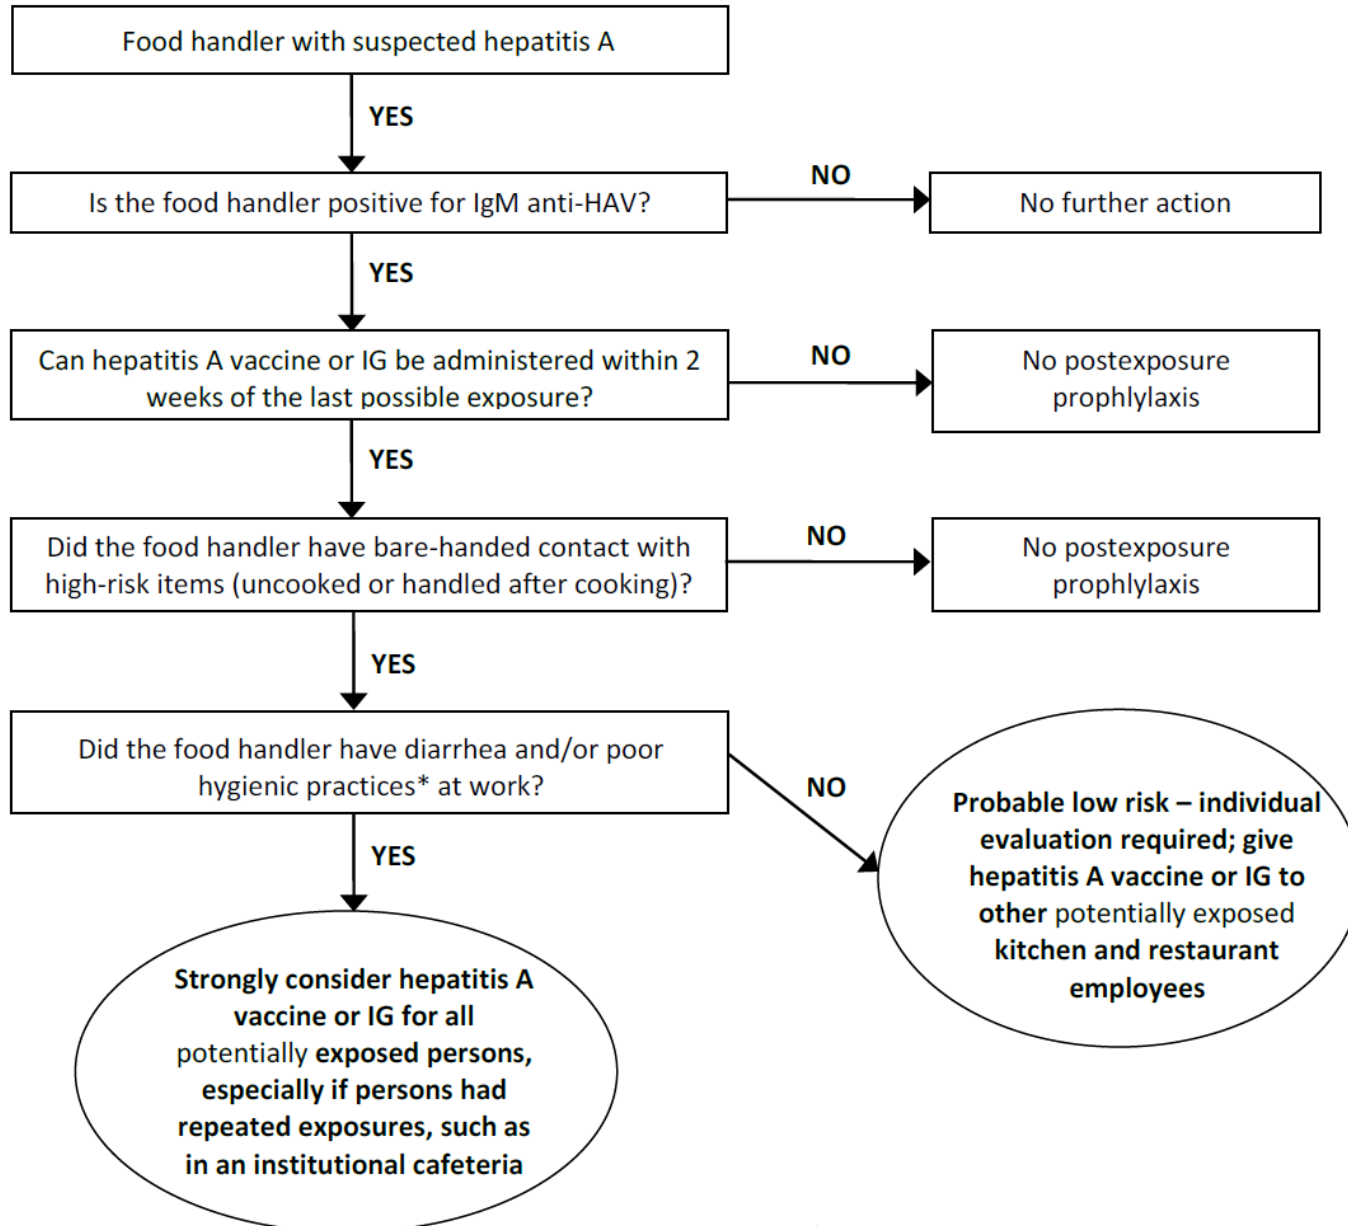 Food handler with suspected hepatitis A
YES
Is the food handler positive for IgM anti-HAV?
NO
No further action
YES
Can hepatitis A vaccine or IG be administered within 2
weeks of the last possible exposure?
NO
No postexposure
prophlylaxis
YES
Did the food handler have bare-handed contact with
high-risk items (uncooked or handled after cooking)?
NO
No postexposure
prophlylaxis
YES
Did the food handler have diarrhea and/or poor
hygienic practices* at work?
NO
Probable low risk – individual
evaluation required; give
hepatitis A vaccine or IG to
other potentially exposed
kitchen and restaurant
employees
YES
Strongly consider hepatitis A
vaccine or IG for all
potentially exposed persons,
especially if persons had
repeated exposures, such as
in an institutional cafeteria